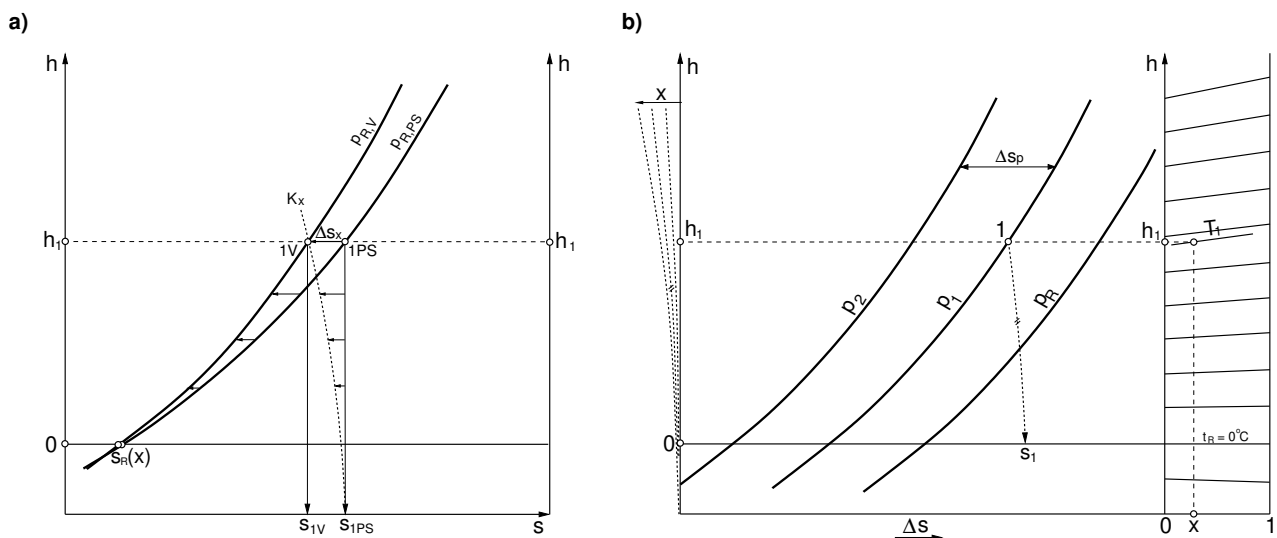 a)
h
h
p_R,V
p_R,PS
K_x
h_1
1V
Δs_x
1PS
h_1
0
s_R(x)
s_1V
s_1PS
s
b)
h
h
x
Δs_p
h_1
1
h_1
T_1
p_2
p_1
p_R
0
s_1
t_R = 0°C
Δs
0
x
1